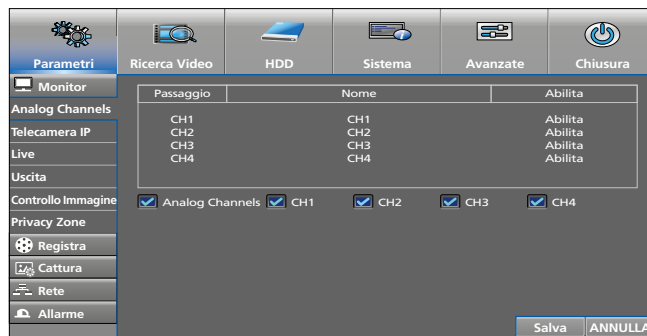 Parametri Ricerca Video HDD Sistema Avanzate Chiusura
Monitor
Analog Channels
Telecamera IP
Live
Uscita
Controllo Immagine
Privacy Zone
Registra
Cattura
Rete
Allarme
Passaggio Nome Abilita
CH1 CH1 Abilita
CH2 CH2 Abilita
CH3 CH3 Abilita
CH4 CH4 Abilita
Analog Channels CH1 CH2 CH3 CH4
Salva ANNULLA